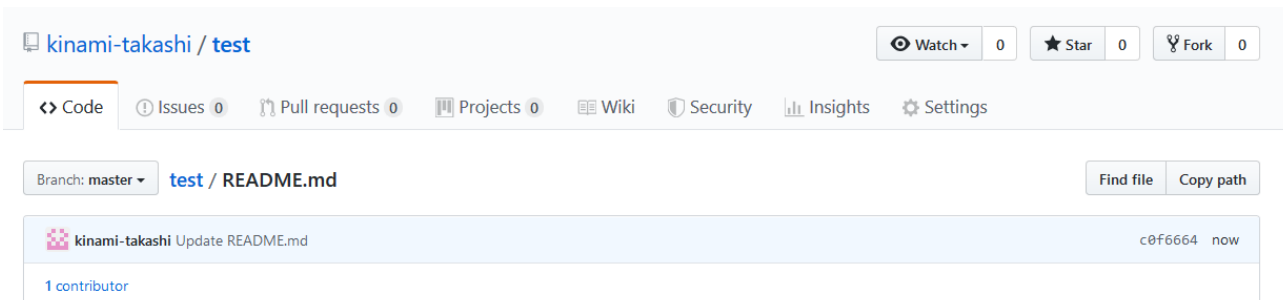 kinami-takashi / test
Watch 0 Star 0 Fork 0
Code Issues 0 Pull requests 0 Projects 0 Wiki Security Insights Settings
Branch: master test / README.md Find file Copy path
kinami-takashi Update README.md c0f6664 now
1 contributor